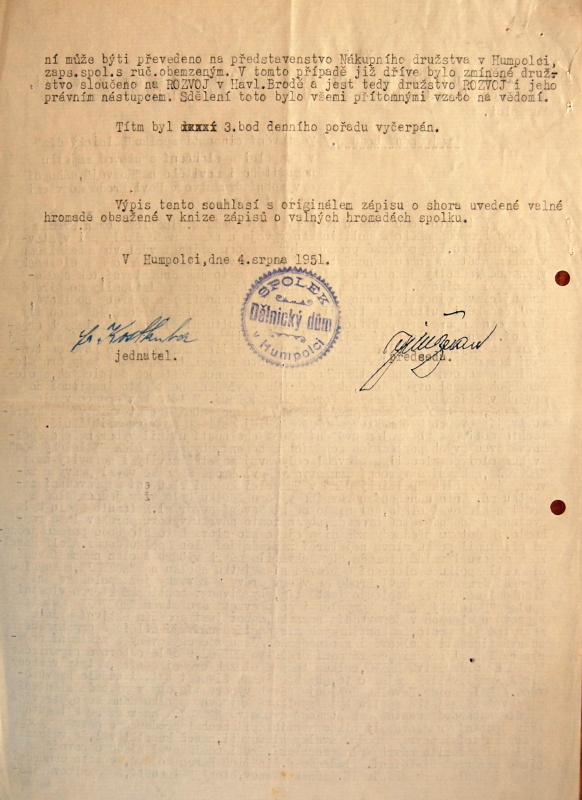 ní může býti převedeno na představenstvo Nákupního družstva v Humpolci,
zaps.spol.s ruč.obemzeným. V tomto případě již dříve bylo zmíněné druž-
stvo sloučeno na ROZVOJ v Havl.Brodě a jest tedy družstvo ROZVOJ i jeho
právním nástupcem. Sdělení toto bylo všemi přítomnými vzato na vědomí.
Títm byl 3.bod denního pořadu vyčerpán.
Výpis tento souhlasí s originálem zápisu o shora uvedené valné
hromadě obsažené v knize zápisů o valných hromadách spolku.
V Humpolci,dne 4.srpna 1951.
SPOLEK
Dělnický dům
v Humpolci
jednatel.
předseda.